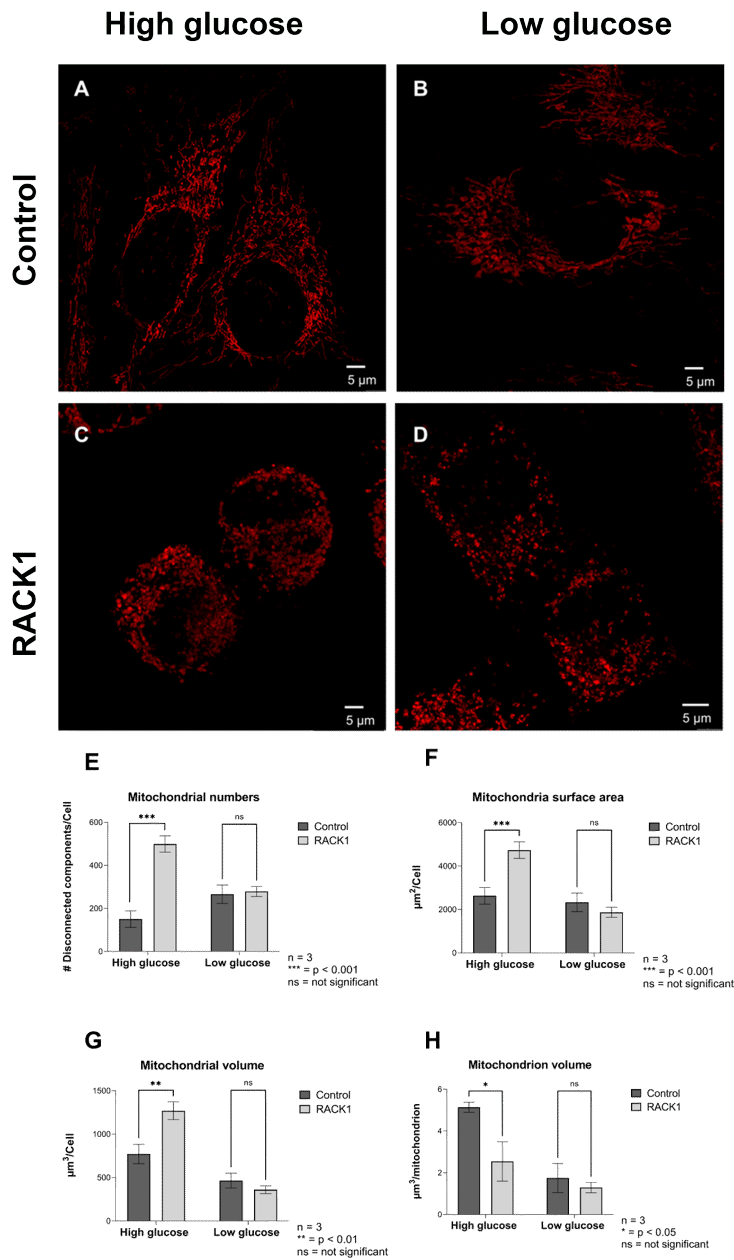 High glucose
Low glucose
Control
RACK1
A
5 µm
B
5 µm
C
5 µm
D
5 µm
E
Mitochondrial numbers
# Disconnected components/Cell
600
400
200
0
***
ns
High glucose
Low glucose
Control
RACK1
n = 3
*** = p < 0.001
ns = not significant
F
Mitochondria surface area
µm²/Cell
6000
4000
2000
0
***
ns
High glucose
Low glucose
Control
RACK1
n = 3
*** = p < 0.001
ns = not significant
G
Mitochondrial volume
µm³/Cell
1500
1000
500
0
**
ns
High glucose
Low glucose
Control
RACK1
n = 3
** = p < 0.01
ns = not significant
H
Mitochondrion volume
µm³/mitochondrion
6
4
2
0
*
ns
High glucose
Low glucose
Control
RACK1
n = 3
* = p < 0.05
ns = not significant